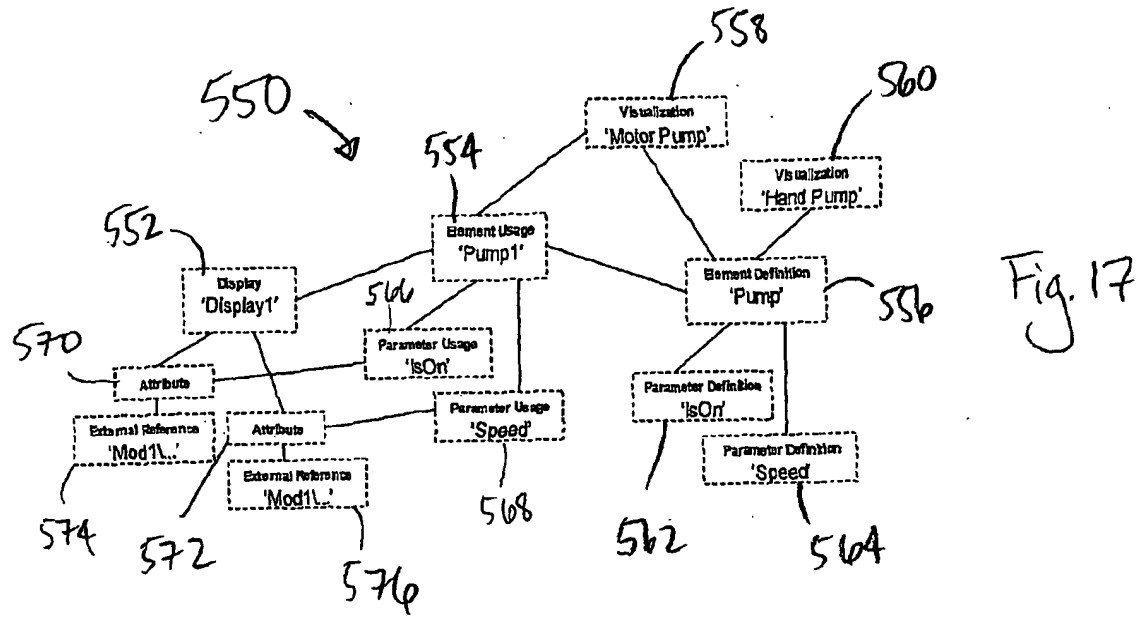 558
550
560
Visualization
'Motor Pump'
554
Visualization
'Hand Pump'
552
Element Usage
'Pump1'
Display
'Display1'
566
Element Definition
'Pump'
556
Fig. 17
570
Parameter Usage
'IsOn'
Attribute
Parameter Definition
'IsOn'
Parameter Usage
'Speed'
External Reference
'Mod1\..'
Attribute
Parameter Definition
'Speed'
External Reference
'Mod1\..'
574
572
576
568
562
564